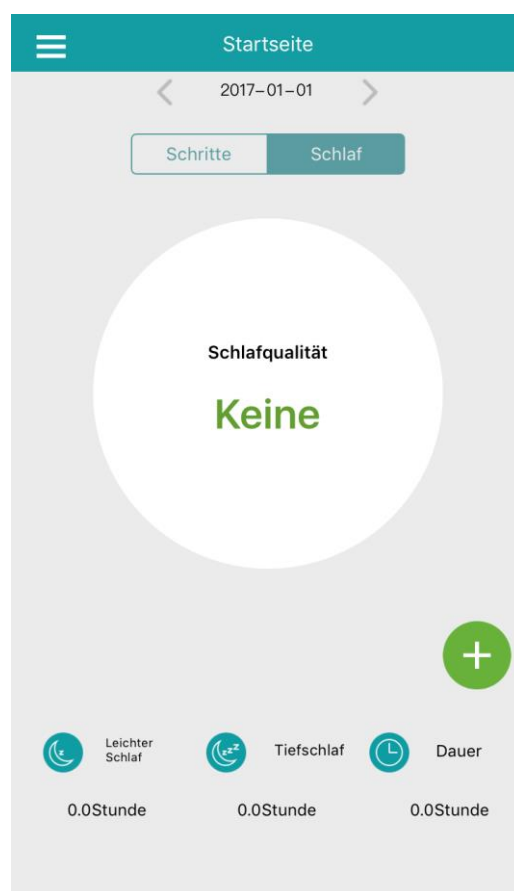 Startseite
2017-01-01
Schritte
Schlaf
Schlafqualität
Keine
Leichter
Schlaf
Tiefschlaf
Dauer
0.0Stunde
0.0Stunde
0.0Stunde